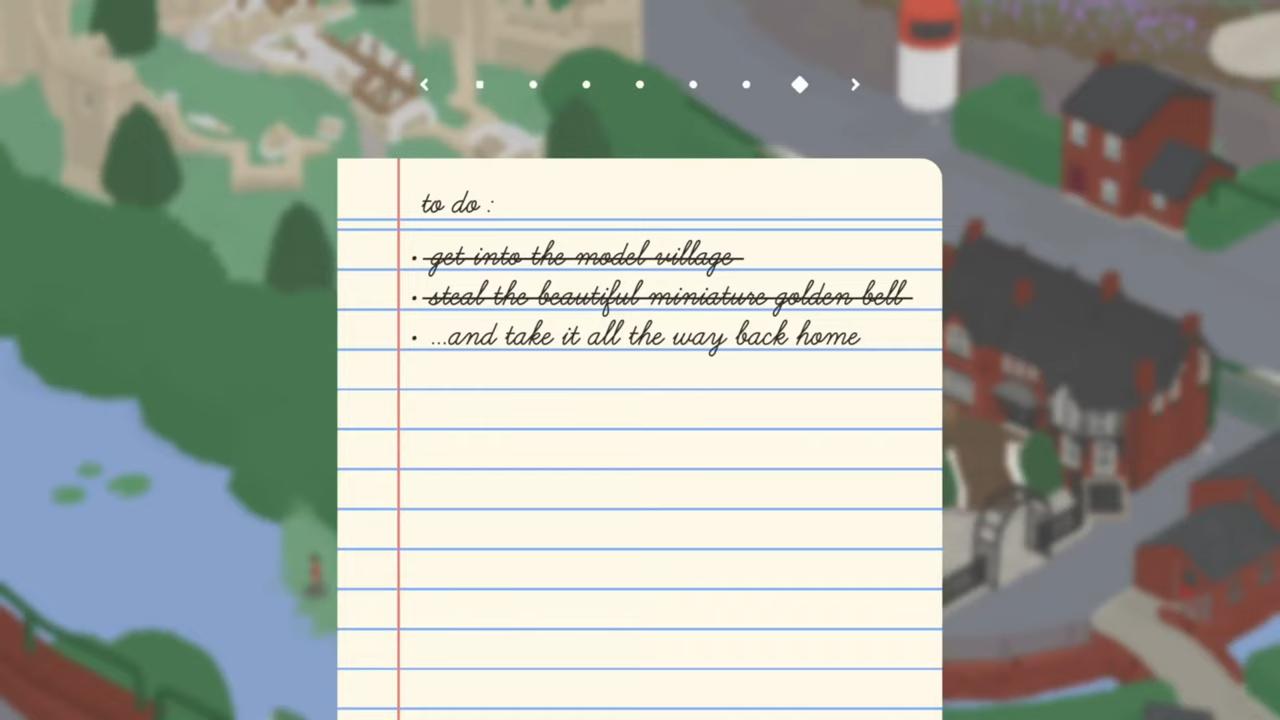 to do :
• get into the model village
• steal the beautiful miniature golden bell
• ...and take it all the way back home